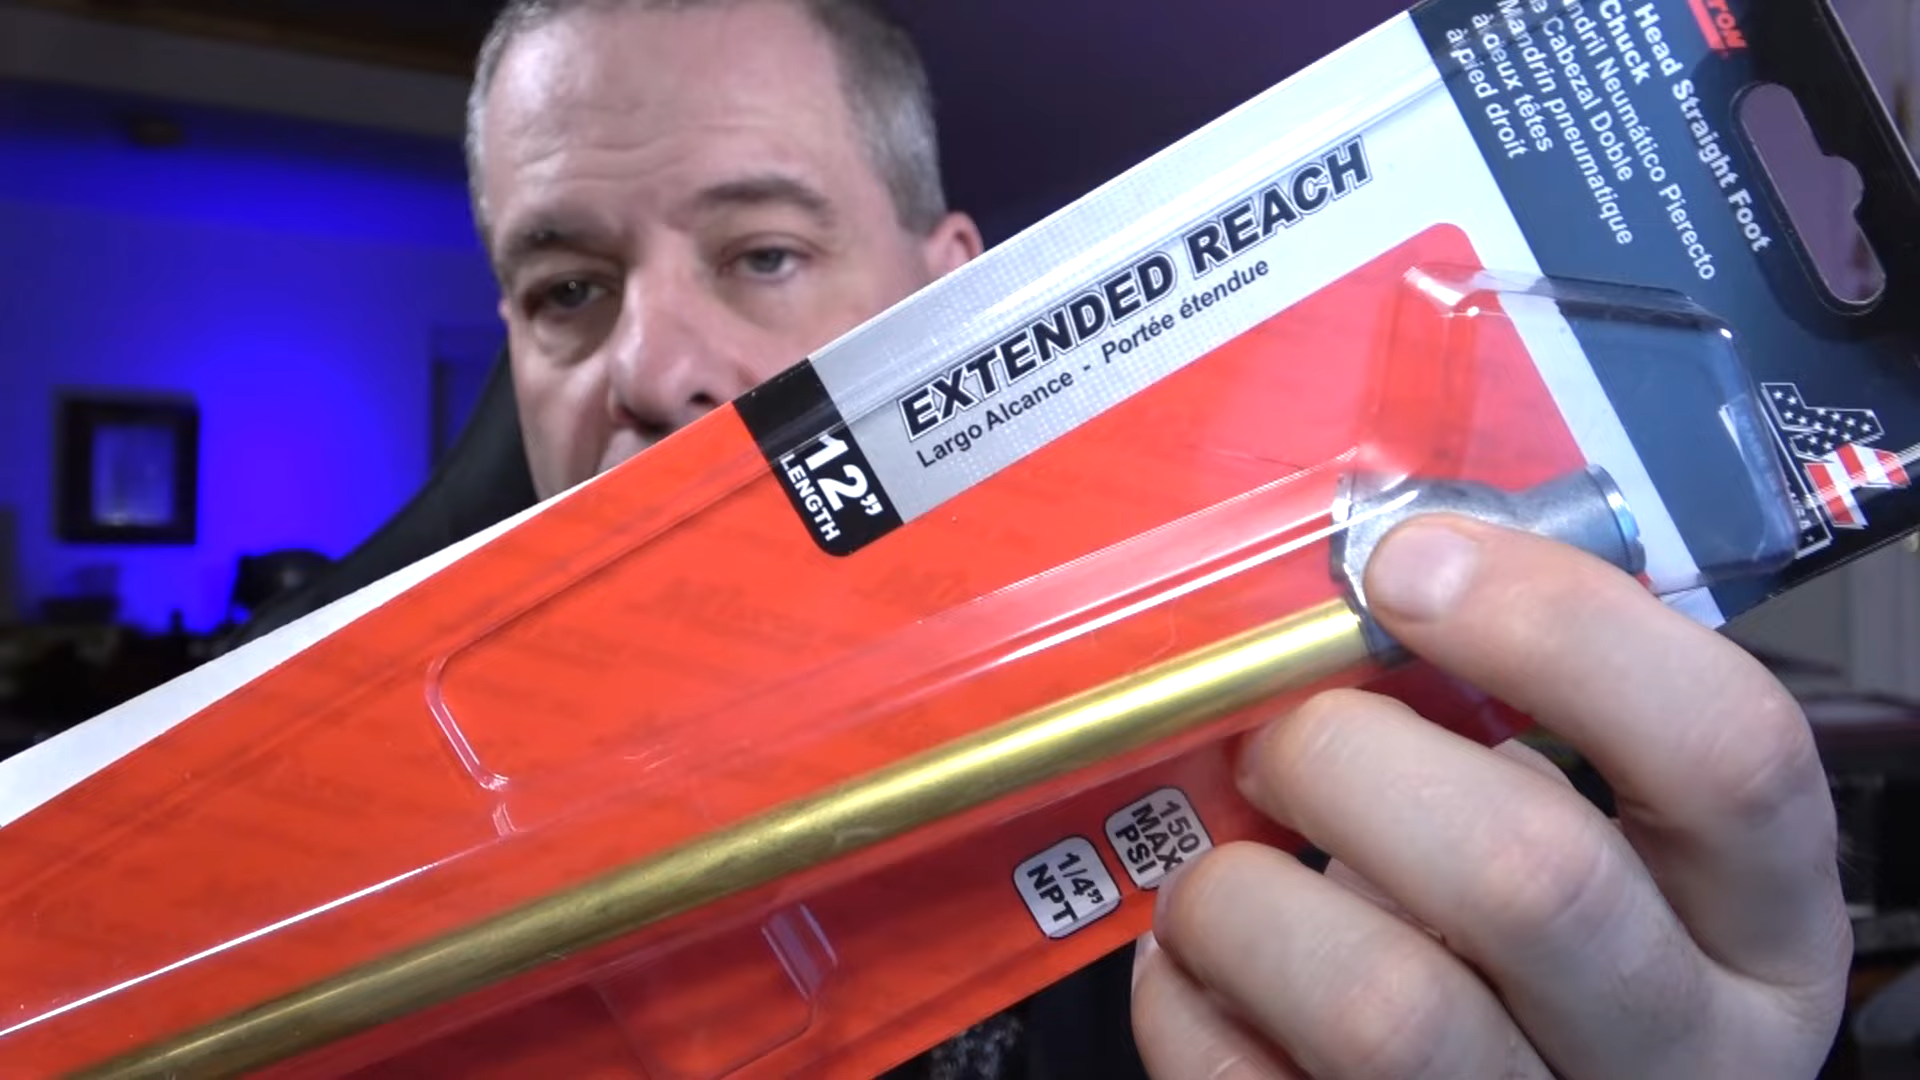 Head Straight Foot
Chuck
Neumático Pierecto
Cabezal Doble
Mandrin pneumatique
à deux têtes
à pied droit
EXTENDED REACH
Largo Alcance - Portée étendue
12"
LENGTH
150
MAX
PSI
1/4"
NPT